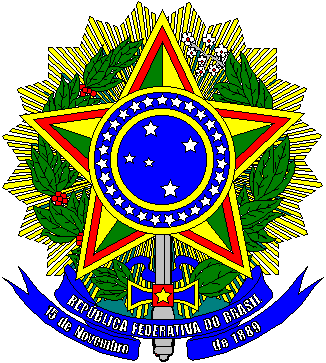 REPÚBLICA FEDERATIVA DO BRASIL
15 de Novembro
de 1889